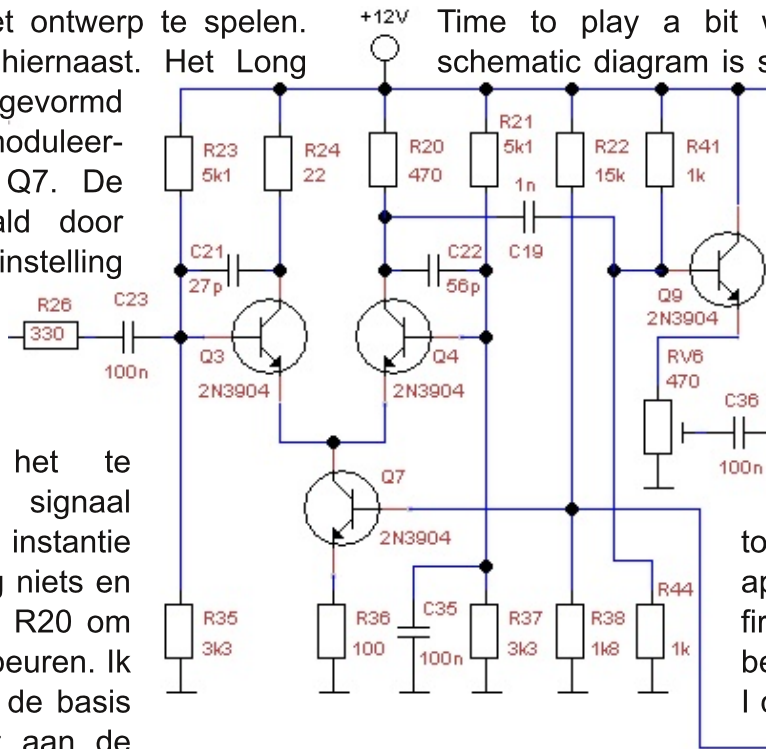 et ontwerp te spelen.
hiernaast. Het Long
gevormd
moduleer-
Q7. De
ald door
instelling
het te
signaal
instantie
niets en
R20 om
beuren. Ik
de basis
aan de
+12V
Time to play a bit
schematic diagram is s
R23
5k1
R24
22
R20
470
R21
5k1
R22
15k
R41
1k
1n
C19
C21
27p
C22
56p
R26
330
C23
100n
Q3
2N3904
Q4
2N3904
Q9
2N3904
RV6
470
C36
100n
Q7
2N3904
R35
3k3
R36
100
C35
100n
R37
3k3
R38
1k8
R44
1k
to
ap
fir
be
I